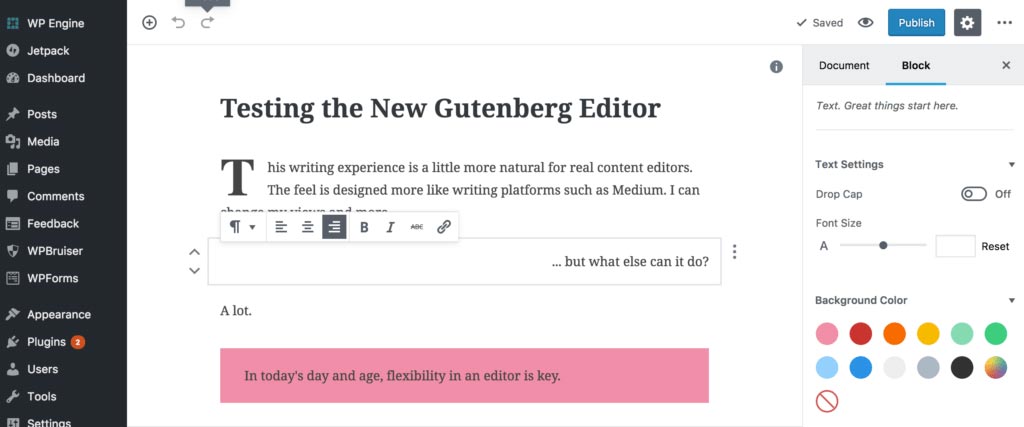 WP Engine
Jetpack
Dashboard
Posts
Media
Pages
Comments
Feedback
WPBruiser
WPForms
Appearance
Plugins 2
Users
Tools
Settings
Saved
Publish
Testing the New Gutenberg Editor
This writing experience is a little more natural for real content editors.
The feel is designed more like writing platforms such as Medium. I can
change my views and more.
B I ABC
... but what else can it do?
A lot.
In today's day and age, flexibility in an editor is key.
Document Block
Text. Great things start here.
Text Settings
Drop Cap Off
Font Size
A Reset
Background Color